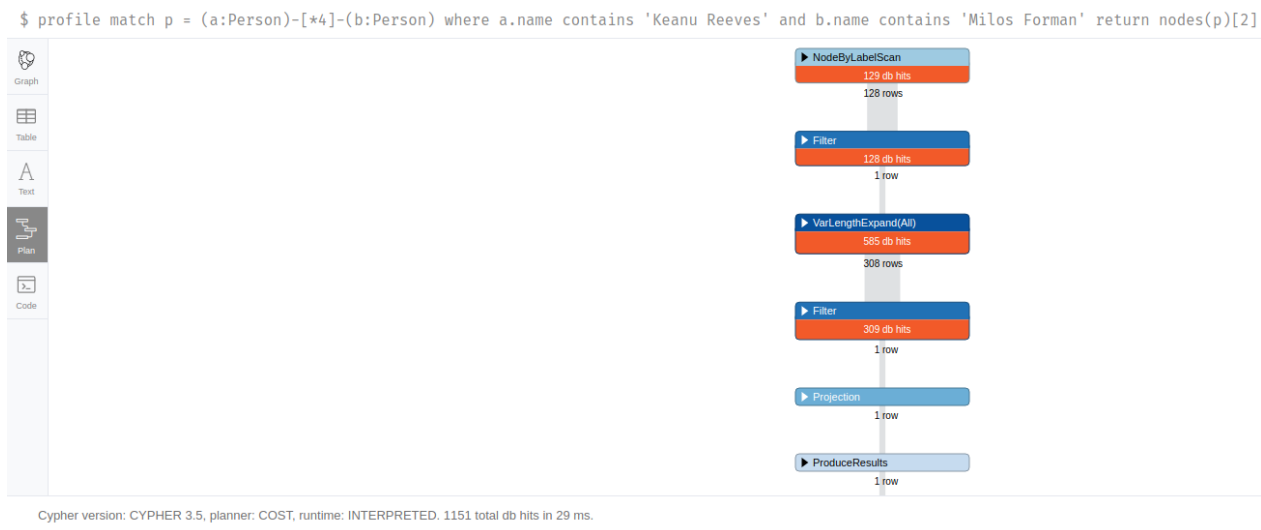 $ profile match p = (a:Person)-[*4]-(b:Person) where a.name contains 'Keanu Reeves' and b.name contains 'Milos Forman' return nodes(p)[2]
Graph
Table
A
Text
Plan
>_
Code
NodeByLabelScan
129 db hits
128 rows
Filter
128 db hits
1 row
VarLengthExpand(All)
585 db hits
308 rows
Filter
309 db hits
1 row
Projection
1 row
ProduceResults
1 row
Cypher version: CYPHER 3.5, planner: COST, runtime: INTERPRETED. 1151 total db hits in 29 ms.